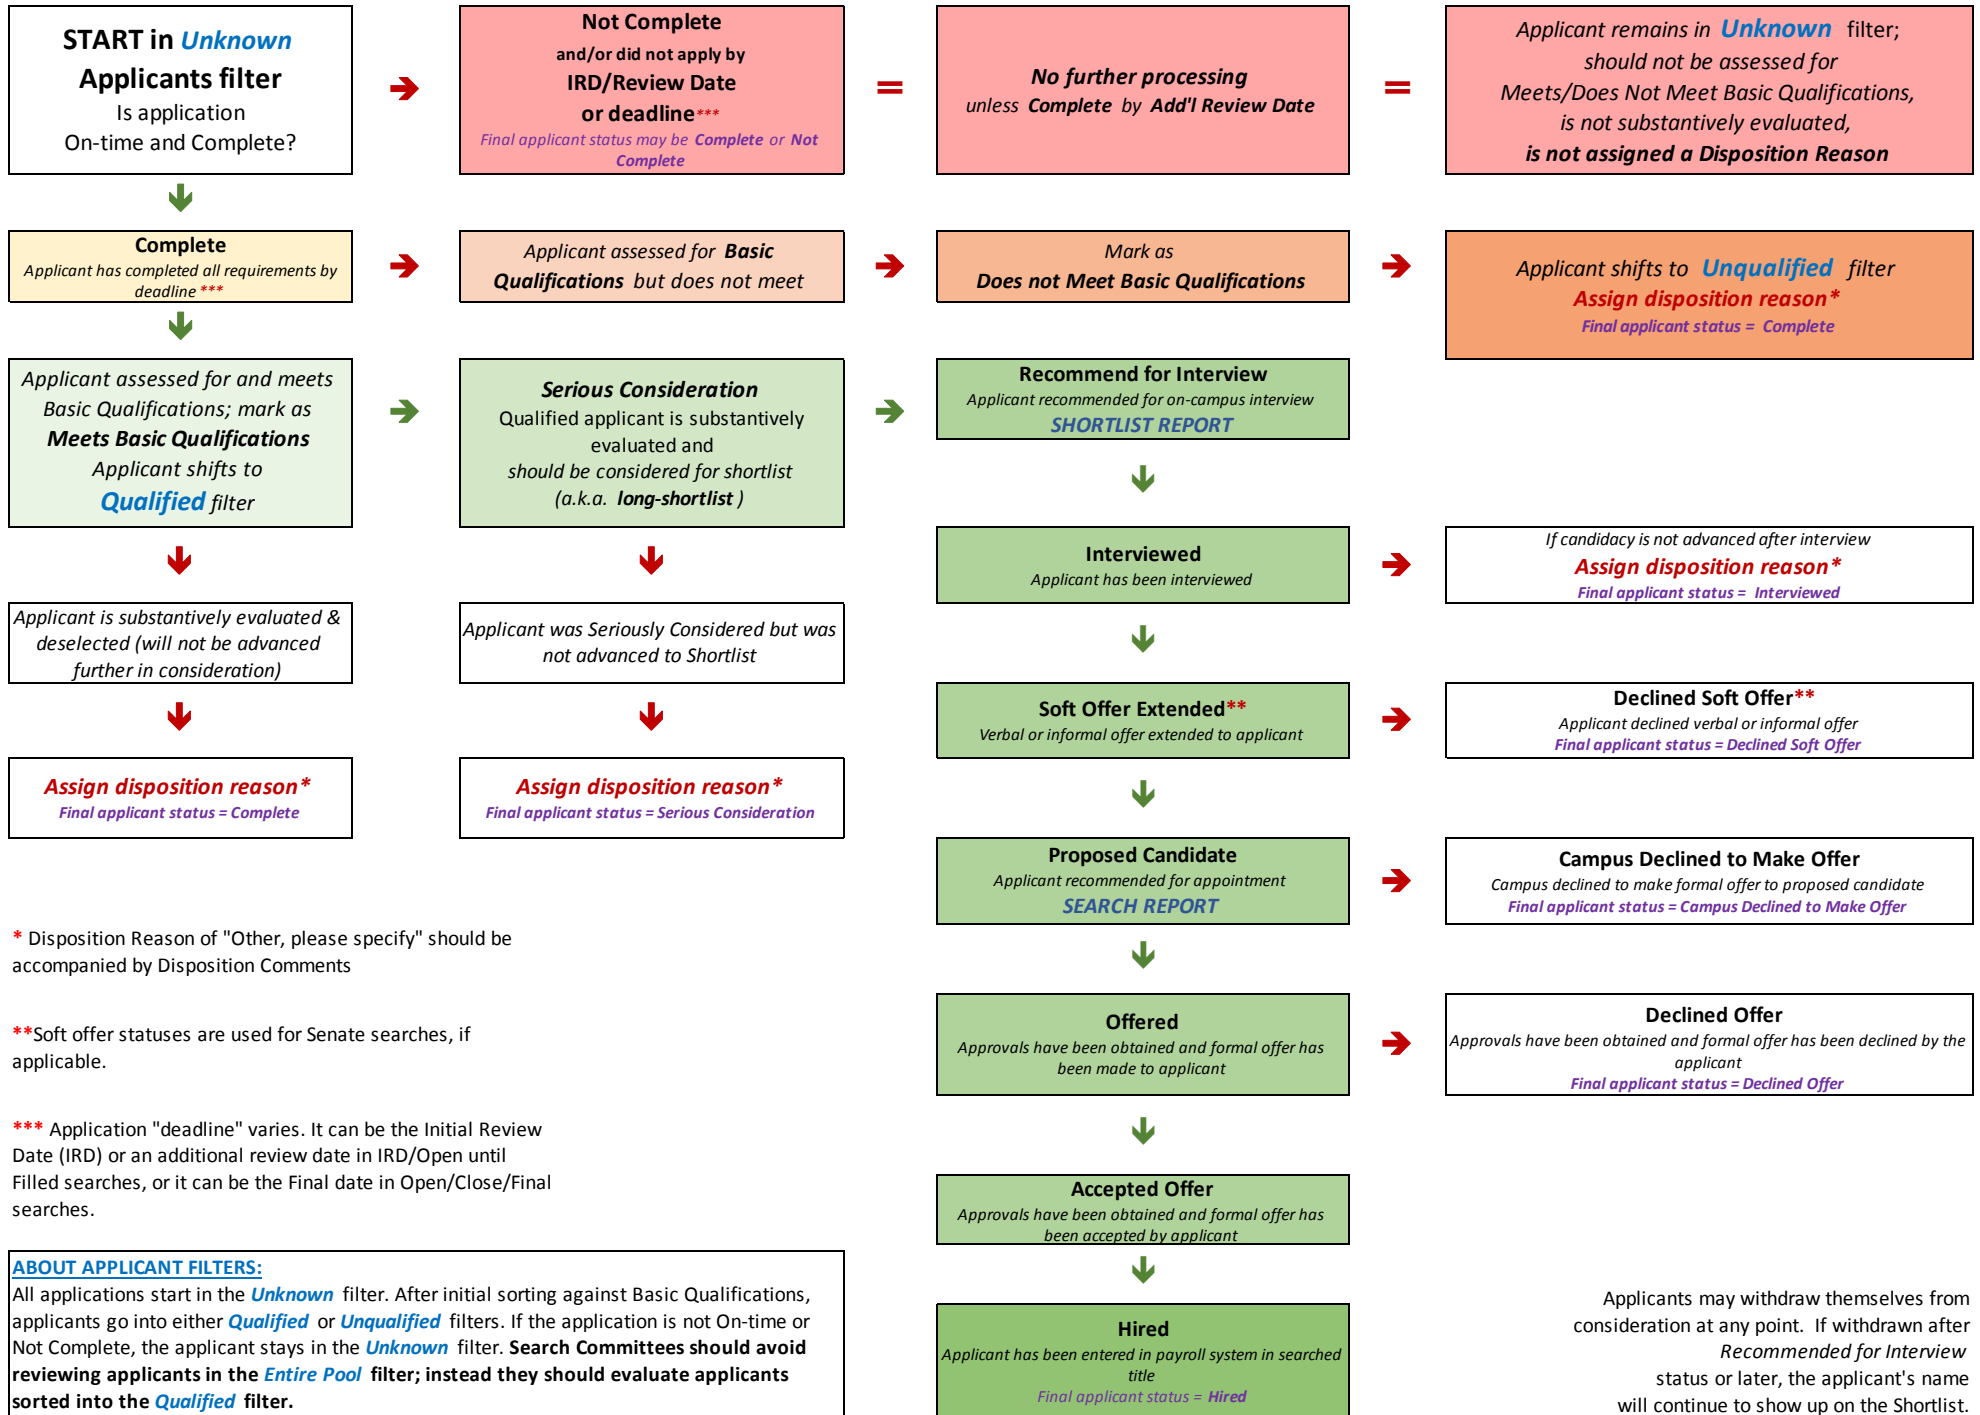 START in Unknown
Applicants filter
Is application
On-time and Complete?
Not Complete
and/or did not apply by
IRD/Review Date
or deadline***
Final applicant status may be Complete or Not
Complete
=
No further processing
unless Complete by Add'l Review Date
=
Applicant remains in Unknown filter;
should not be assessed for
Meets/Does Not Meet Basic Qualifications,
is not substantively evaluated,
is not assigned a Disposition Reason
Complete
Applicant has completed all requirements by
deadline ***
Applicant assessed for Basic
Qualifications but does not meet
Mark as
Does not Meet Basic Qualifications
Applicant shifts to Unqualified filter
Assign disposition reason*
Final applicant status = Complete
Applicant assessed for and meets
Basic Qualifications; mark as
Meets Basic Qualifications
Applicant shifts to
Qualified filter
Serious Consideration
Qualified applicant is substantively
evaluated and
should be considered for shortlist
(a.k.a. long-shortlist )
Recommend for Interview
Applicant recommended for on-campus interview
SHORTLIST REPORT
Interviewed
Applicant has been interviewed
If candidacy is not advanced after interview
Assign disposition reason*
Final applicant status = Interviewed
Applicant is substantively evaluated &
deselected (will not be advanced
further in consideration)
Applicant was Seriously Considered but was
not advanced to Shortlist
Soft Offer Extended**
Verbal or informal offer extended to applicant
Declined Soft Offer**
Applicant declined verbal or informal offer
Final applicant status = Declined Soft Offer
Assign disposition reason*
Final applicant status = Complete
Assign disposition reason*
Final applicant status = Serious Consideration
Proposed Candidate
Applicant recommended for appointment
SEARCH REPORT
Campus Declined to Make Offer
Campus declined to make formal offer to proposed candidate
Final applicant status = Campus Declined to Make Offer
* Disposition Reason of "Other, please specify" should be
accompanied by Disposition Comments
**Soft offer statuses are used for Senate searches, if
applicable.
Offered
Approvals have been obtained and formal offer has
been made to applicant
Declined Offer
Approvals have been obtained and formal offer has been declined by the
applicant
Final applicant status = Declined Offer
*** Application "deadline" varies. It can be the Initial Review
Date (IRD) or an additional review date in IRD/Open until
Filled searches, or it can be the Final date in Open/Close/Final
searches.
Accepted Offer
Approvals have been obtained and formal offer has
been accepted by applicant
ABOUT APPLICANT FILTERS:
All applications start in the Unknown filter. After initial sorting against Basic Qualifications,
applicants go into either Qualified or Unqualified filters. If the application is not On-time or
Not Complete, the applicant stays in the Unknown filter. Search Committees should avoid
reviewing applicants in the Entire Pool filter; instead they should evaluate applicants
sorted into the Qualified filter.
Hired
Applicant has been entered in payroll system in searched
title
Final applicant status = Hired
Applicants may withdraw themselves from
consideration at any point. If withdrawn after
Recommended for Interview
status or later, the applicant's name
will continue to show up on the Shortlist.